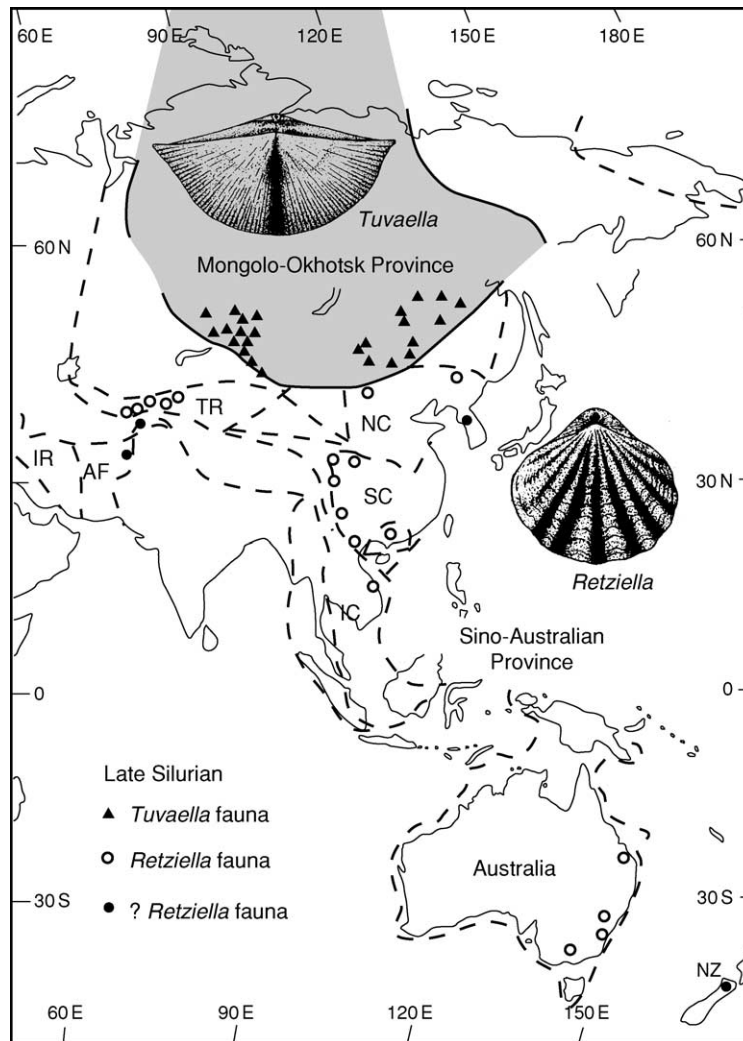 60 E 90 E 120 E 150 E 180 E
Tuvaella
60 N 60 N
Mongolo-Okhotsk Province
TR
NC
IR
AF
SC
30 N
Retziella
IC
Sino-Australian
Province
0 0
Late Silurian
Tuvaella fauna
Retziella fauna
? Retziella fauna
Australia
30 S 30 S
NZ
60 E 90 E 120 E 150 E